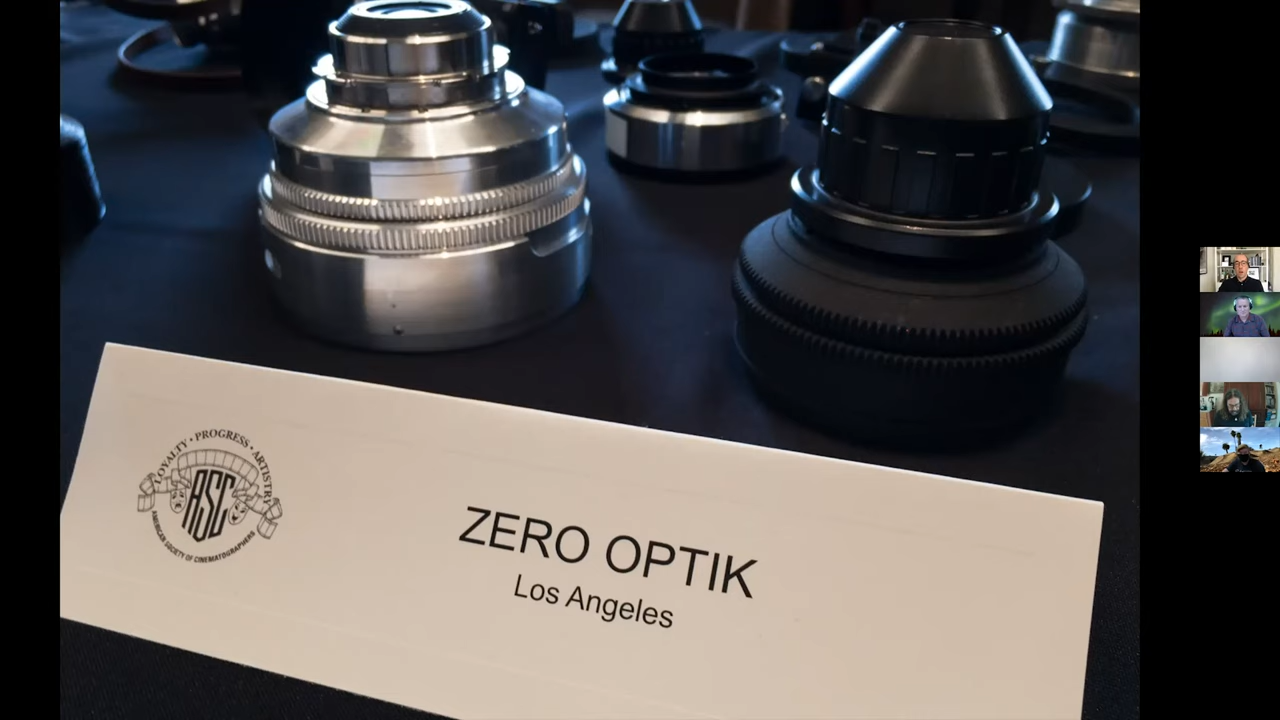 LOYALTY • PROGRESS • ARTISTRY
ASC
AMERICAN SOCIETY OF CINEMATOGRAPHERS
ZERO OPTIK
Los Angeles